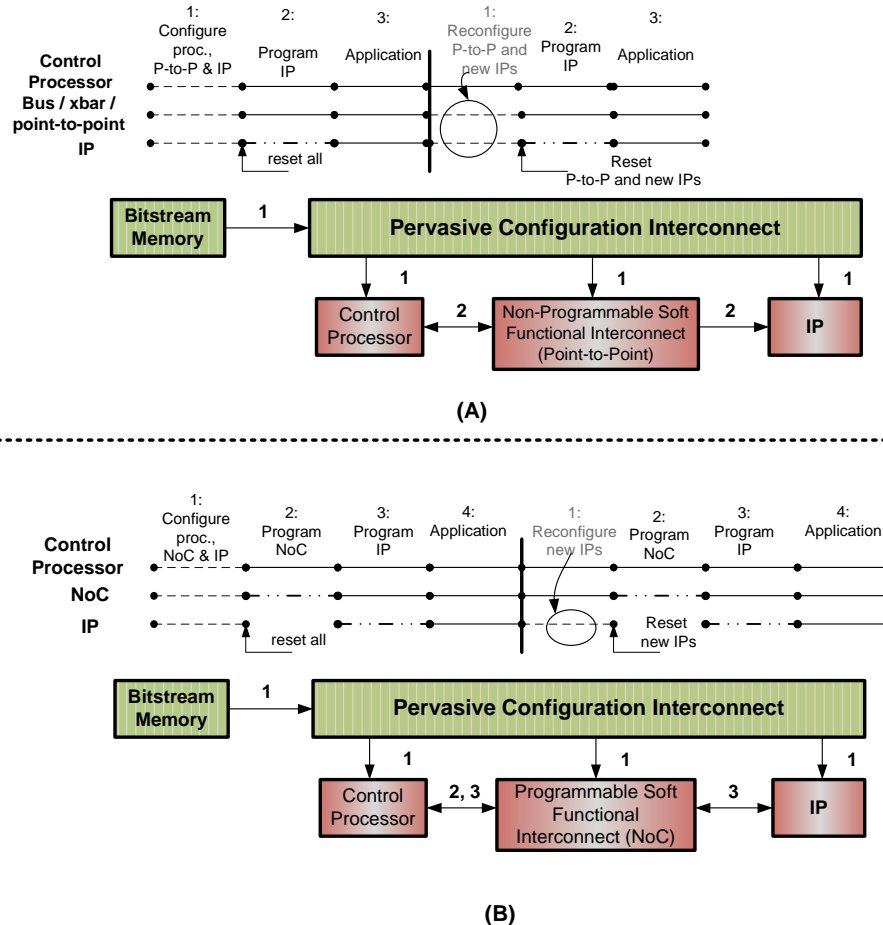 1:
Configure
proc.,
P-to-P & IP
2:
Program
IP
3:
Application
1:
Reconfigure
P-to-P and
new IPs
2:
Program
IP
3:
Application
Control
Processor
Bus / xbar /
point-to-point
IP
reset all
Reset
P-to-P and new IPs
Bitstream
Memory
1
Pervasive Configuration Interconnect
1
1
1
Control
Processor
2
Non-Programmable Soft
Functional Interconnect
(Point-to-Point)
2
IP
(A)
1:
Configure
proc.,
NoC & IP
2:
Program
NoC
3:
Program
IP
4:
Application
1:
Reconfigure
new IPs
2:
Program
NoC
3:
Program
IP
4:
Application
Control
Processor
NoC
IP
reset all
Reset
new IPs
Bitstream
Memory
1
Pervasive Configuration Interconnect
1
1
1
Control
Processor
2, 3
Programmable Soft
Functional
Interconnect (NoC)
3
IP
(B)